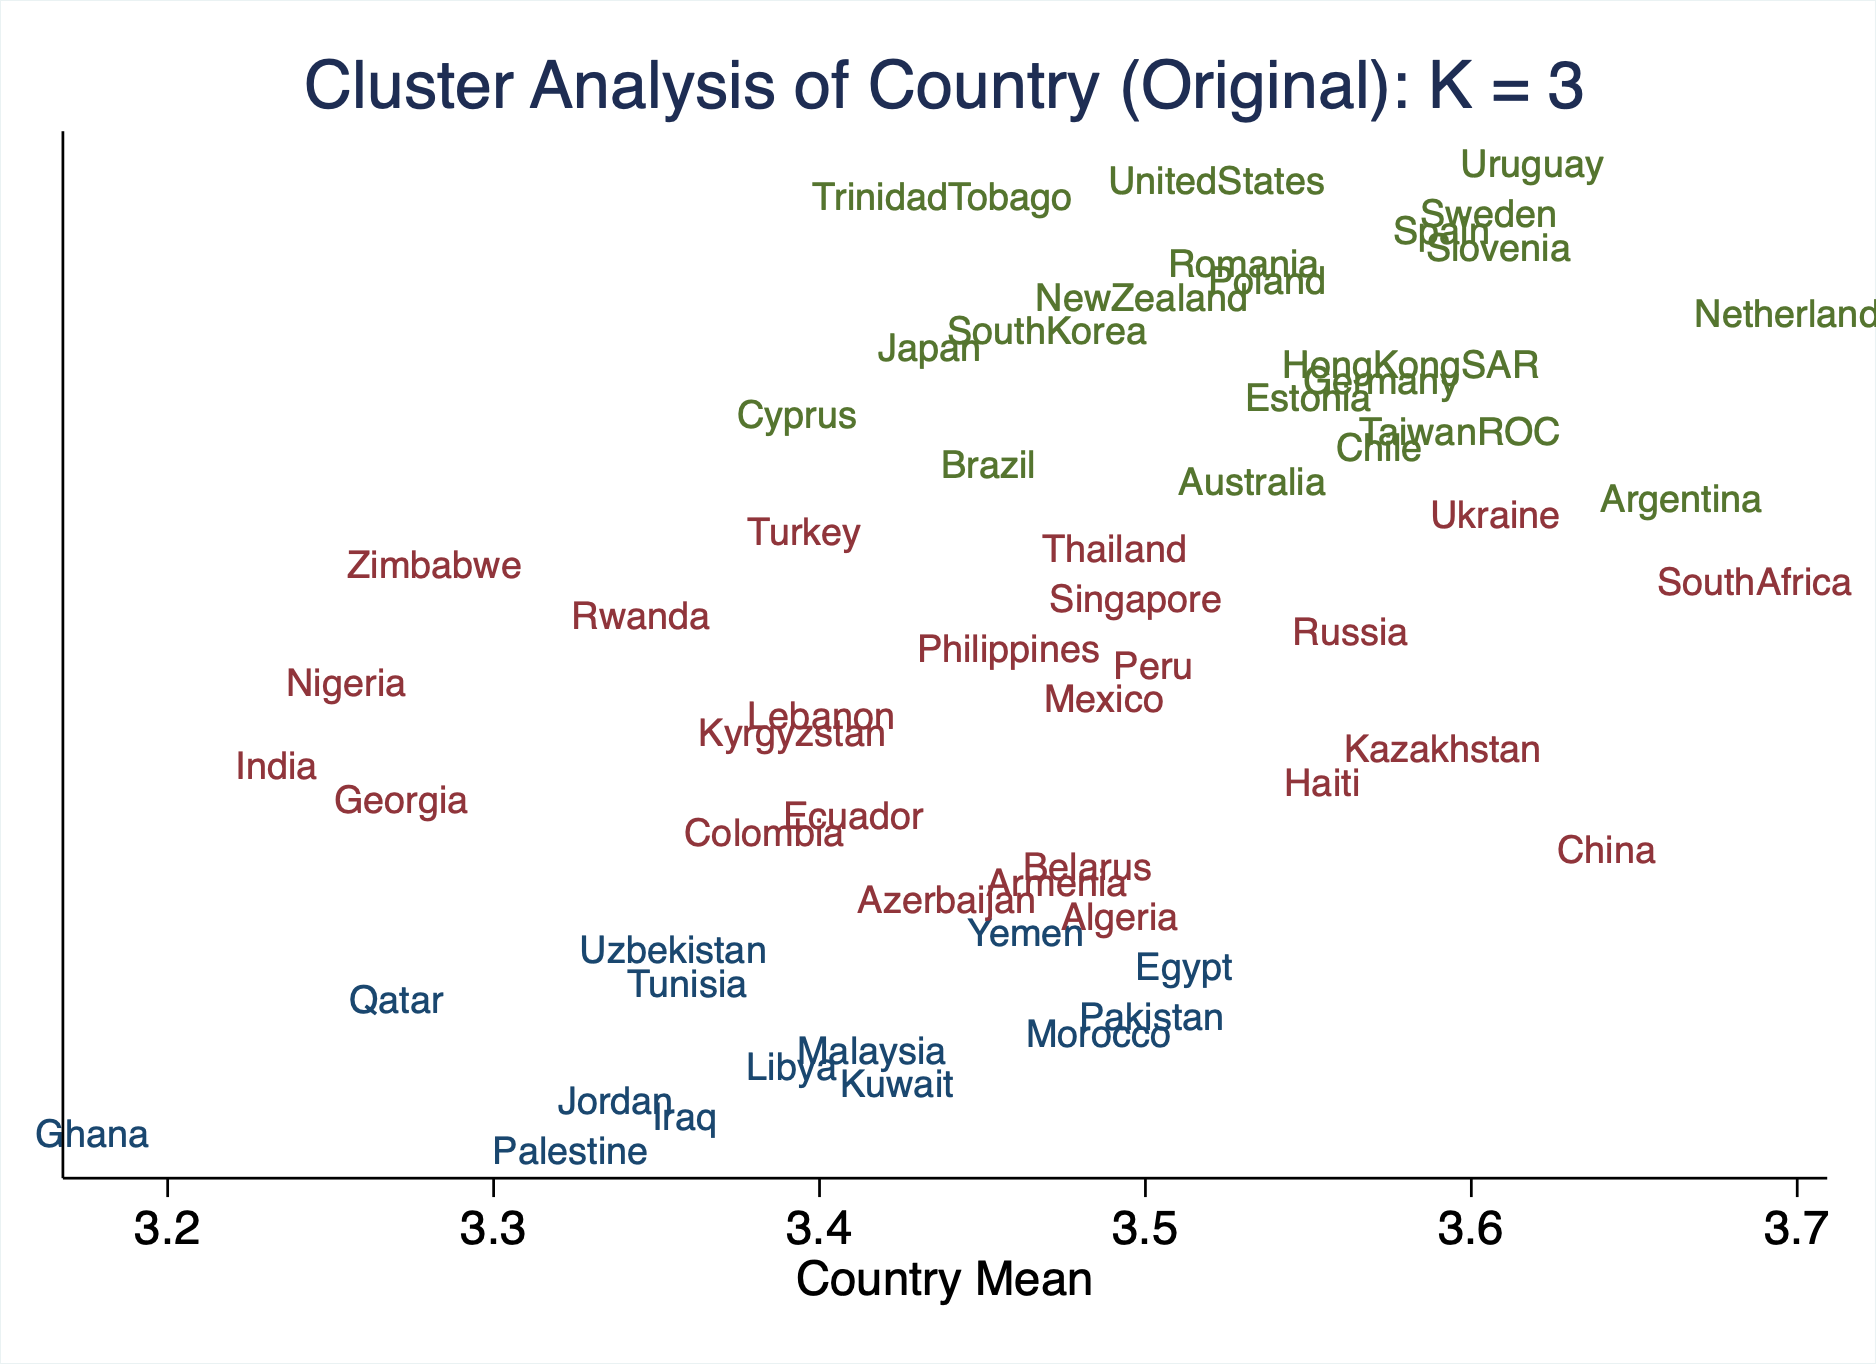 Cluster Analysis of Country (Original): K = 3
Uruguay
UnitedStates
TrinidadTobago
Sweden
Spain
Slovenia
Romania
Poland
NewZealand
Netherland
SouthKorea
Japan
HongKongSAR
Germany
Estonia
Cyprus
TaiwanROC
Chile
Brazil
Australia
Argentina
Ukraine
Turkey
Thailand
Zimbabwe
SouthAfrica
Singapore
Rwanda
Russia
Philippines
Peru
Nigeria
Mexico
Lebanon
Kyrgyzstan
Kazakhstan
India
Haiti
Georgia
Ecuador
Colombia
China
Belarus
Armenia
Azerbaijan
Algeria
Yemen
Uzbekistan
Egypt
Tunisia
Qatar
Pakistan
Morocco
Malaysia
Libya
Kuwait
Jordan
Iraq
Ghana
Palestine
3.2 3.3 3.4 3.5 3.6 3.7
Country Mean